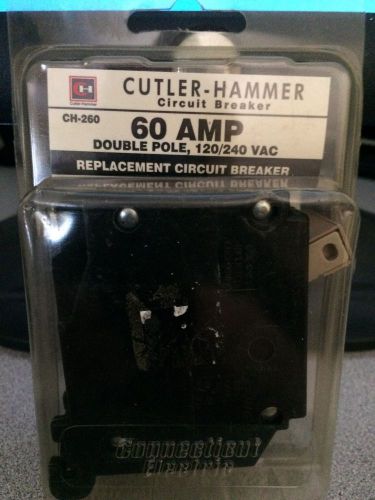 CH
Cutler-Hammer
CUTLER-HAMMER
Circuit Breaker
CH-260
60 AMP
DOUBLE POLE, 120/240 VAC
REPLACEMENT CIRCUIT BREAKER
Connecticut
Electric